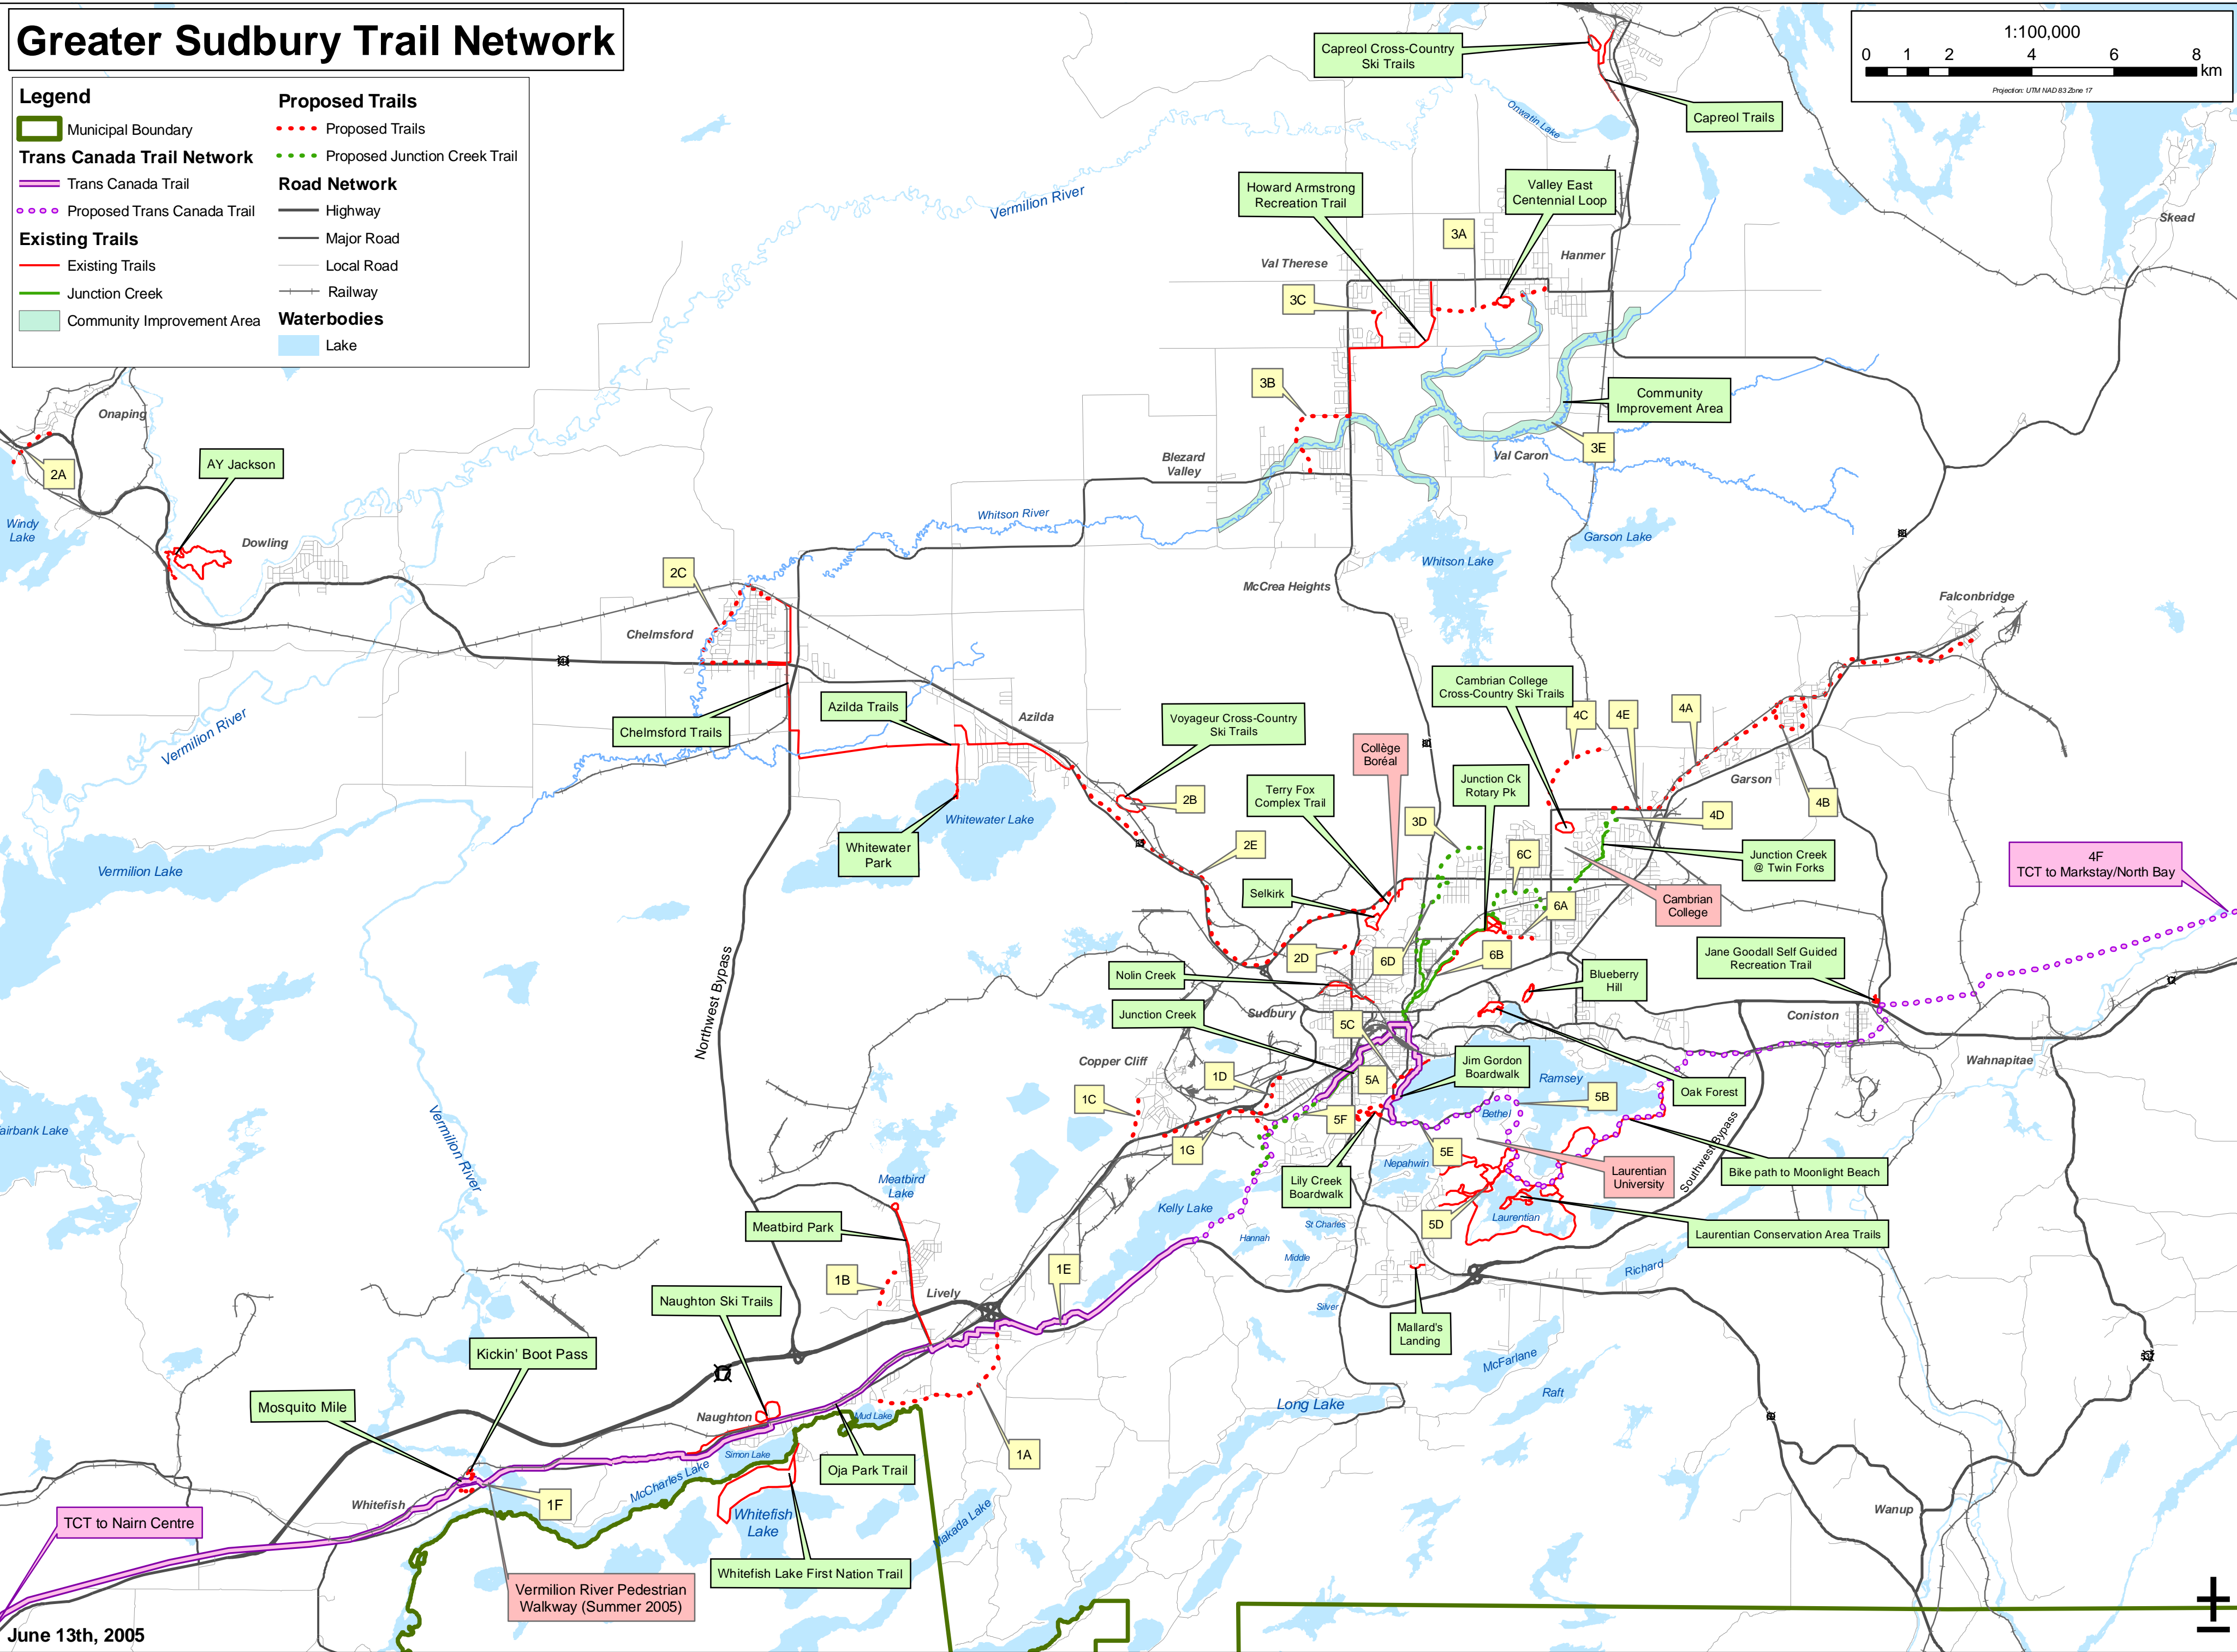 Greater Sudbury Trail Network
Legend
Municipal Boundary
Trans Canada Trail Network
Trans Canada Trail
Proposed Trans Canada Trail
Existing Trails
Existing Trails
Junction Creek
Community Improvement Area
Proposed Trails
Proposed Trails
Proposed Junction Creek Trail
Road Network
Highway
Major Road
Local Road
Railway
Waterbodies
Lake
1:100,000
0 1 2 4 6 8
km
Projection: UTM NAD 83 Zone 17
Capreol Cross-Country
Ski Trails
Capreol Trails
Onwatin Lake
Skead
Vermilion River
Howard Armstrong
Recreation Trail
Valley East
Centennial Loop
3A
Val Therese
Hanmer
3C
3B
Community
Improvement Area
3E
Val Caron
Blezard
Valley
Onaping
2A
AY Jackson
Windy
Lake
Dowling
Whitson River
Whitson Lake
Garson Lake
McCrea Heights
Falconbridge
2C
Chelmsford
Chelmsford Trails
Vermilion River
Azilda Trails
Azilda
Voyageur Cross-Country
Ski Trails
2B
Cambrian College
Cross-Country Ski Trails
4C
4E
4A
Garson
4B
4D
Collège
Boréal
Junction Ck
Rotary Pk
Terry Fox
Complex Trail
3D
6C
Whitewater Lake
Whitewater
Park
2E
Junction Creek
@ Twin Forks
4F
TCT to Markstay/North Bay
Vermilion Lake
Selkirk
6A
Cambrian
College
2D
6D
6B
Jane Goodall Self Guided
Recreation Trail
Nolin Creek
Blueberry
Hill
Northwest Bypass
Junction Creek
Sudbury
5C
Coniston
Wahnapitae
Copper Cliff
1D
5A
Jim Gordon
Boardwalk
Ramsey
Oak Forest
1C
5B
Bethel
5F
1G
5E
Fairbank Lake
Vermilion River
Southwest Bypass
Nepahwin
Laurentian
University
Bike path to Moonlight Beach
Lily Creek
Boardwalk
Meatbird
Lake
Kelly Lake
5D
Laurentian
Laurentian Conservation Area Trails
Meatbird Park
St Charles
Hannah
Middle
Richard
1B
1E
Lively
Silver
Naughton Ski Trails
Mallard's
Landing
Kickin' Boot Pass
McFarlane
Raft
Mosquito Mile
17
Long Lake
Naughton
Mud Lake
Simon Lake
1A
Oja Park Trail
McCharles Lake
Whitefish
1F
Whitefish
Lake
Makada Lake
Wanup
TCT to Nairn Centre
Whitefish Lake First Nation Trail
Vermilion River Pedestrian
Walkway (Summer 2005)
June 13th, 2005